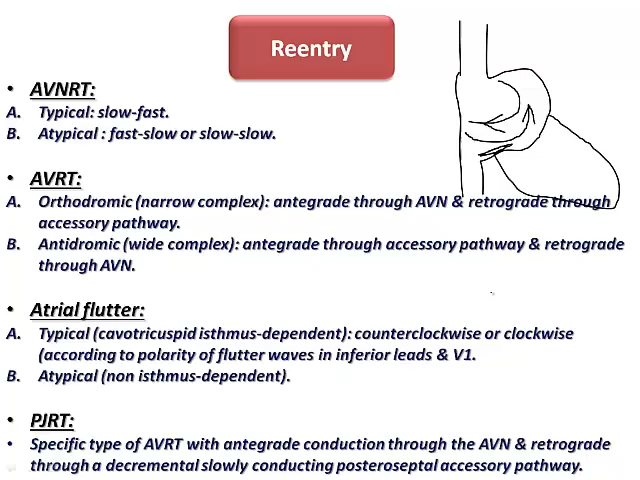 Reentry
• AVNRT:
A. Typical: slow-fast.
B. Atypical : fast-slow or slow-slow.
• AVRT:
A. Orthodromic (narrow complex): antegrade through AVN & retrograde through
accessory pathway.
B. Antidromic (wide complex): antegrade through accessory pathway & retrograde
through AVN.
• Atrial flutter:
A. Typical (cavotricuspid isthmus-dependent): counterclockwise or clockwise
(according to polarity of flutter waves in inferior leads & V1.
B. Atypical (non isthmus-dependent).
• PJRT:
• Specific type of AVRT with antegrade conduction through the AVN & retrograde
through a decremental slowly conducting posteroseptal accessory pathway.